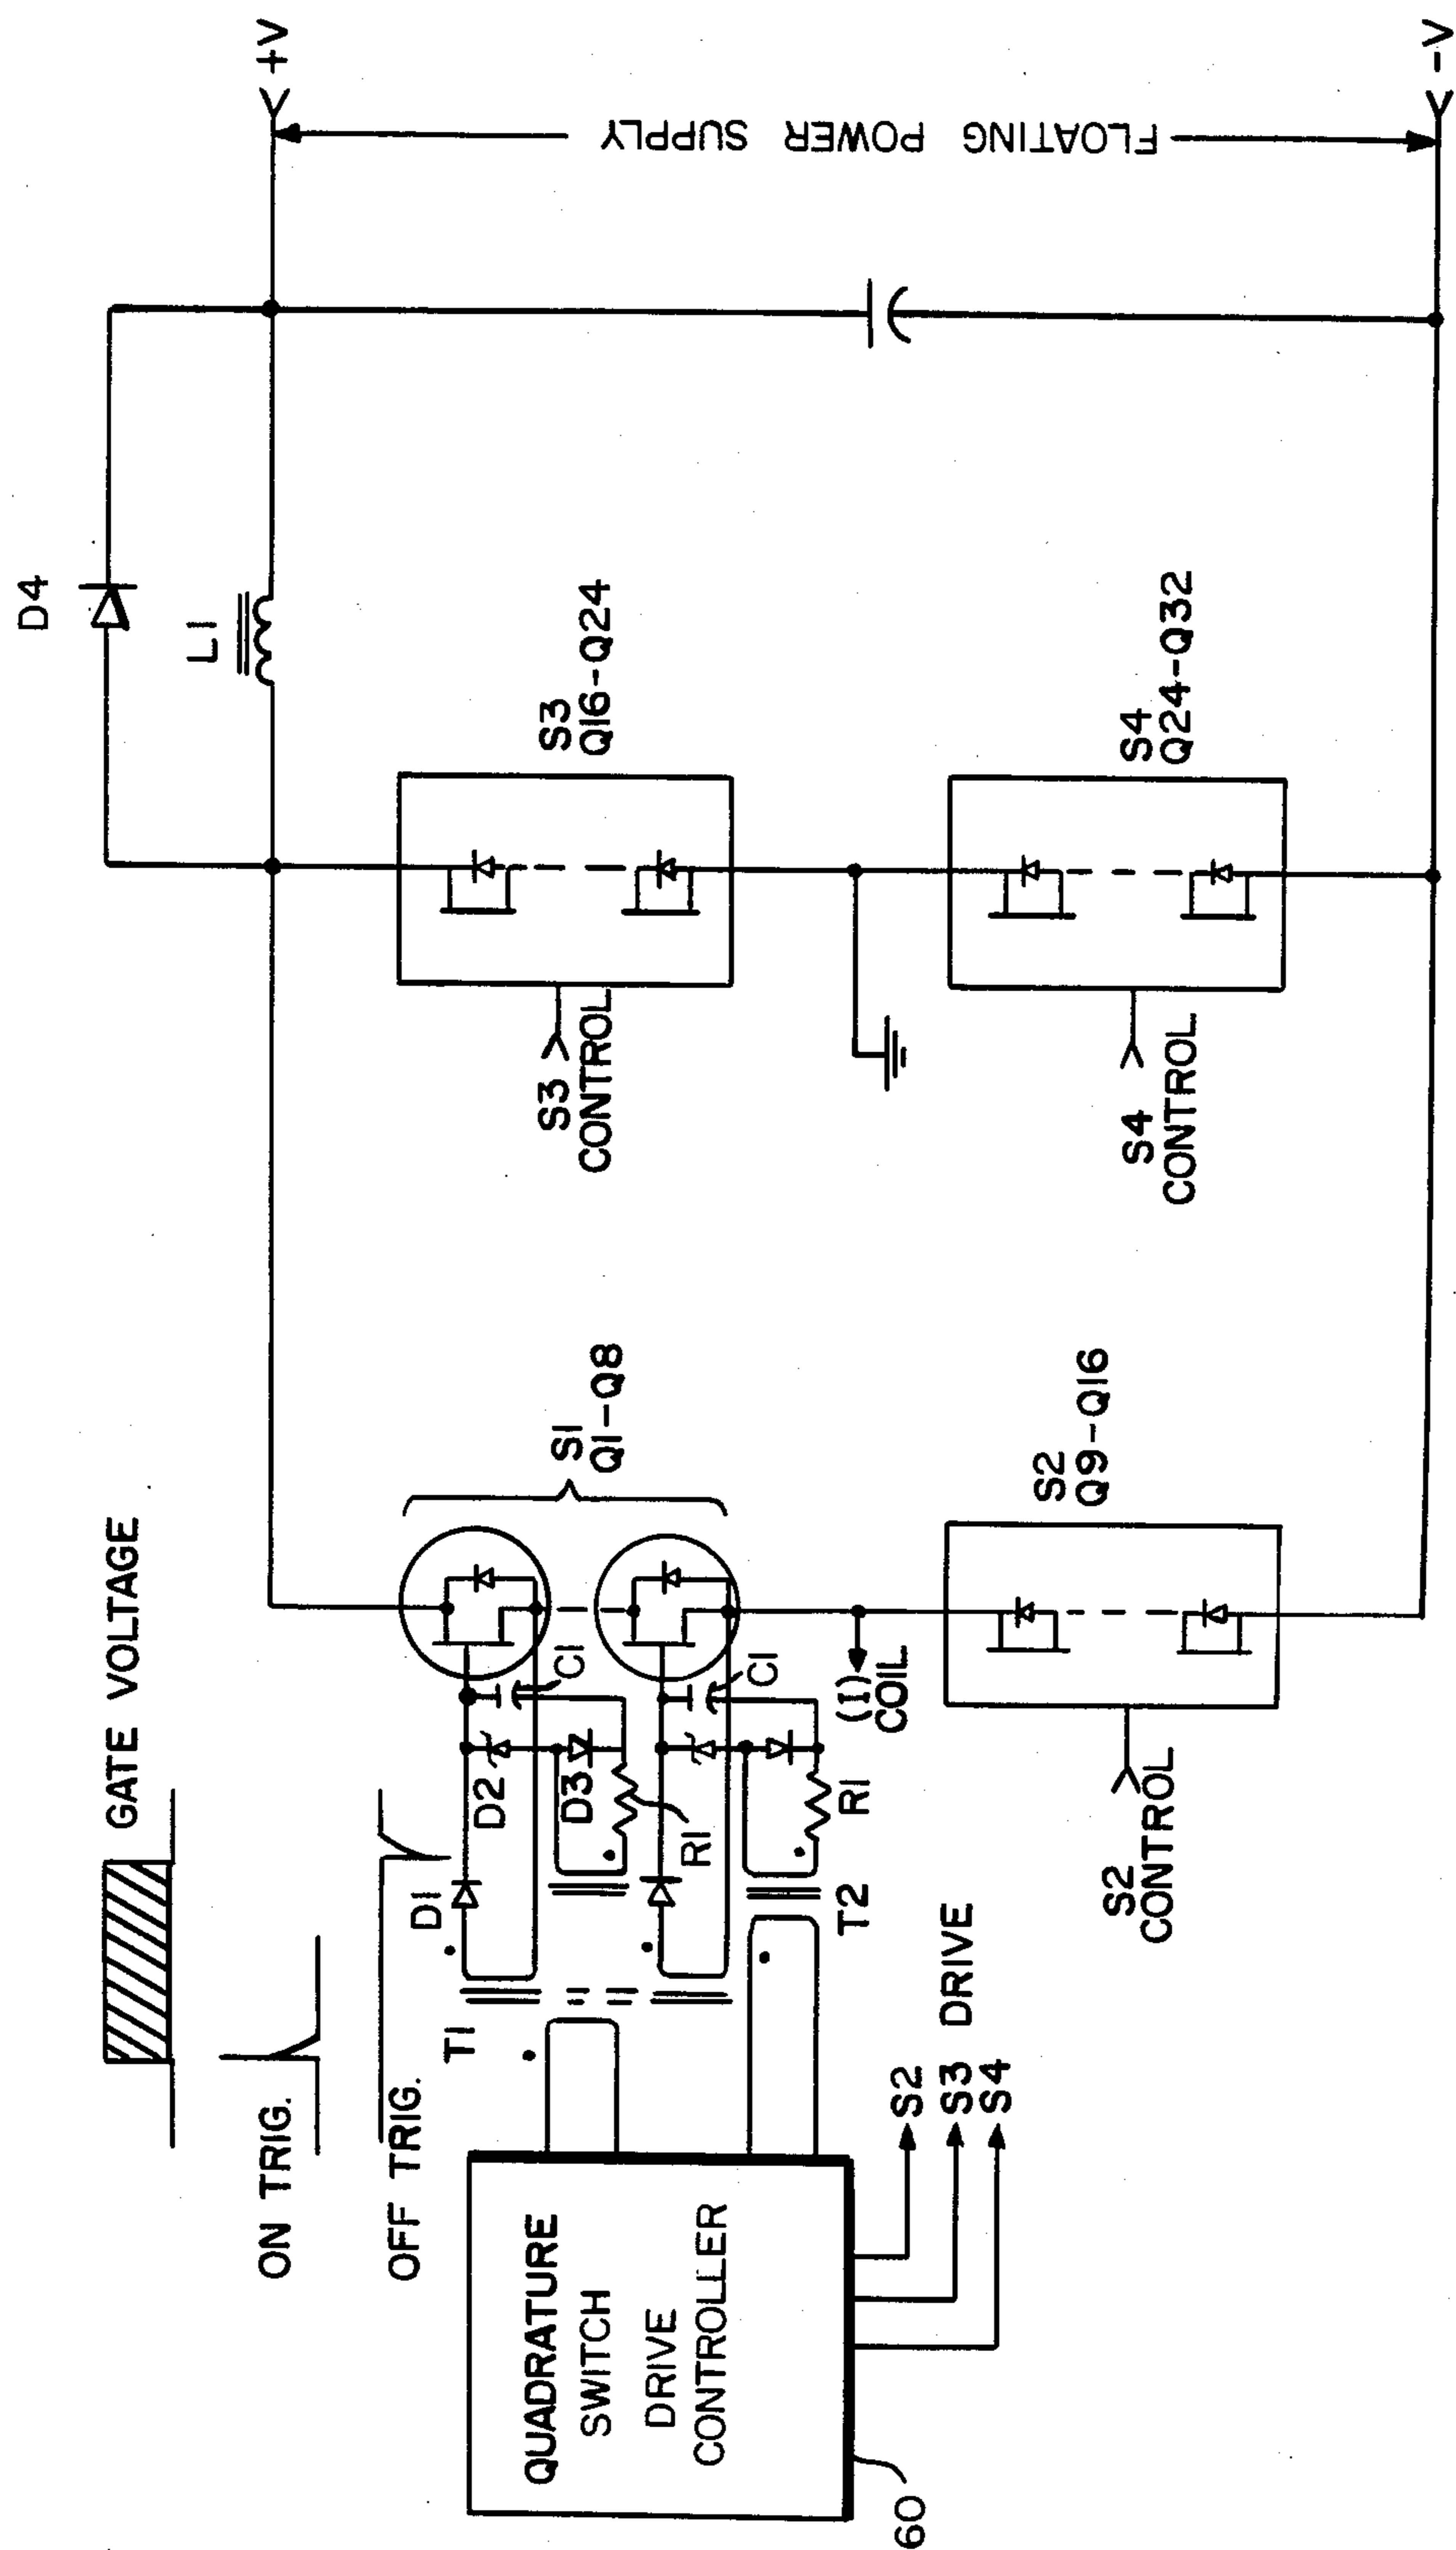 GATE VOLTAGE
ON TRIG.
OFF TRIG.
D4
L1
+V
FLOATING POWER SUPPLY
-V
S1
Q1-Q8
S3
Q16-Q24
S3
CONTROL
S4
Q24-Q32
S4
CONTROL
S2
Q9-Q16
S2
CONTROL
T1
D1
D2
C1
D3
R1
C1
R1
T2
(I)
COIL
QUADRATURE
SWITCH
DRIVE
CONTROLLER
60
S2
S3 DRIVE
S4